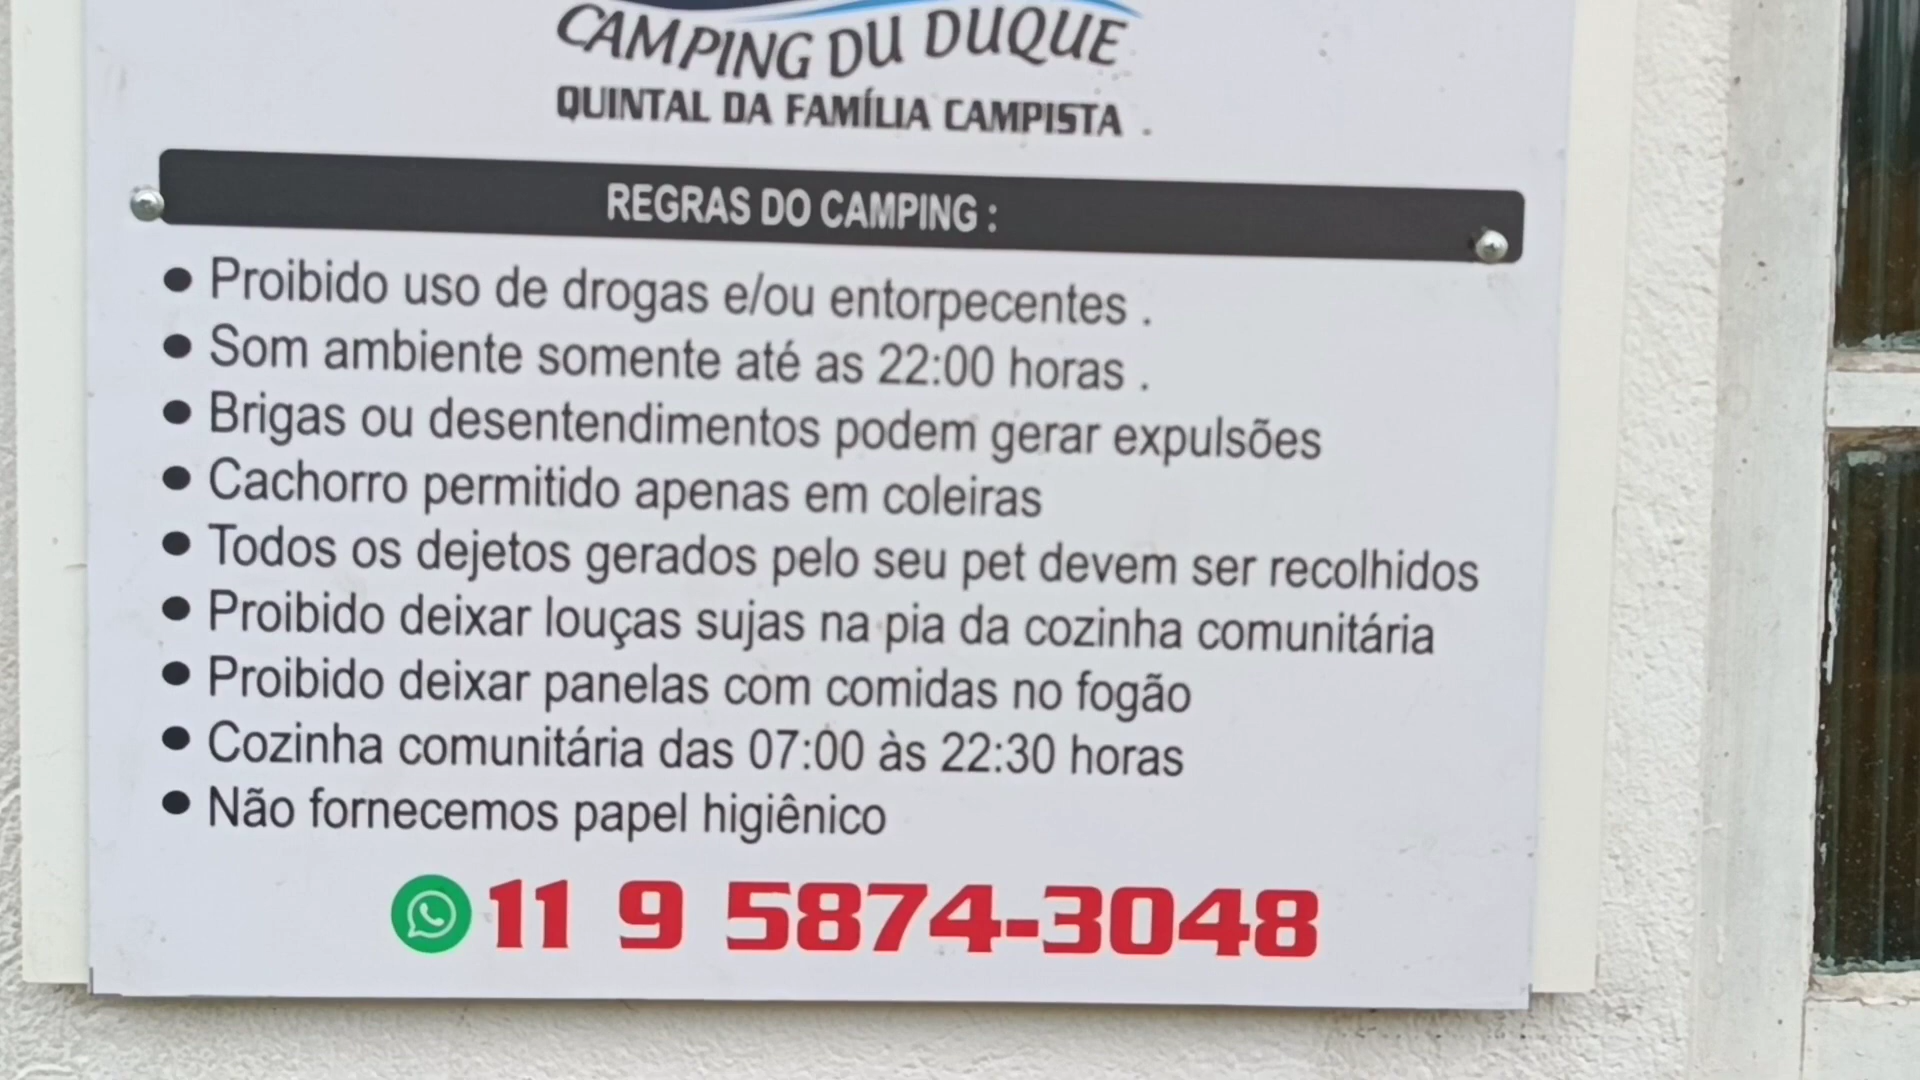 CAMPING DU DUQUE
QUINTAL DA FAMÍLIA CAMPISTA .
REGRAS DO CAMPING :
• Proibido uso de drogas e/ou entorpecentes .
• Som ambiente somente até as 22:00 horas .
• Brigas ou desentendimentos podem gerar expulsões
• Cachorro permitido apenas em coleiras
• Todos os dejetos gerados pelo seu pet devem ser recolhidos
• Proibido deixar louças sujas na pia da cozinha comunitária
• Proibido deixar panelas com comidas no fogão
• Cozinha comunitária das 07:00 às 22:30 horas
• Não fornecemos papel higiênico
11 9 5874-3048